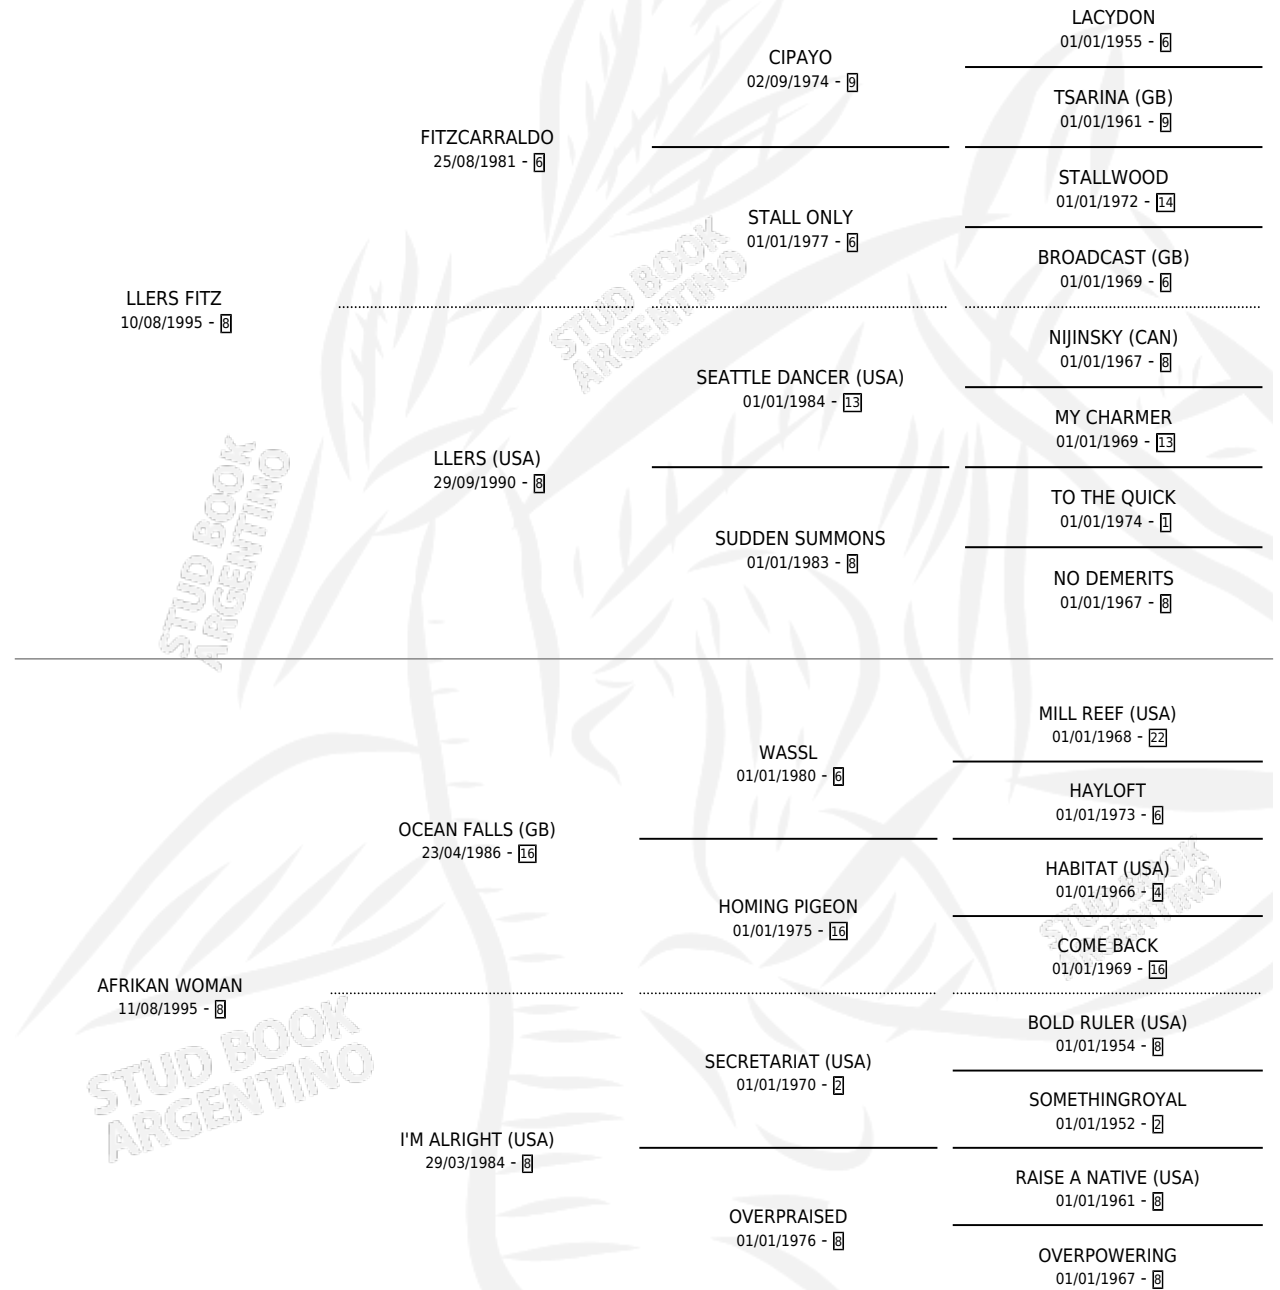 LACYDON
01/01/1955 - 6
CIPAYO
02/09/1974 - 9
TSARINA (GB)
01/01/1961 - 9
FITZCARRALDO
25/08/1981 - 6
STALLWOOD
01/01/1972 - 14
STALL ONLY
01/01/1977 - 6
BROADCAST (GB)
01/01/1969 - 6
LLERS FITZ
10/08/1995 - 8
STUD BOOK
ARGENTINO
NIJINSKY (CAN)
01/01/1967 - 8
SEATTLE DANCER (USA)
01/01/1984 - 13
MY CHARMER
01/01/1969 - 13
LLERS (USA)
29/09/1990 - 8
TO THE QUICK
01/01/1974 - 1
SUDDEN SUMMONS
01/01/1983 - 8
NO DEMERITS
01/01/1967 - 8
STUD BOOK
ARGENTINO
MILL REEF (USA)
01/01/1968 - 22
WASSL
01/01/1980 - 6
HAYLOFT
01/01/1973 - 6
OCEAN FALLS (GB)
23/04/1986 - 16
HABITAT (USA)
01/01/1966 - 4
HOMING PIGEON
01/01/1975 - 16
COME BACK
01/01/1969 - 16
STUD BOOK
ARGENTINO
AFRIKAN WOMAN
11/08/1995 - 8
BOLD RULER (USA)
01/01/1954 - 8
SECRETARIAT (USA)
01/01/1970 - 2
SOMETHINGROYAL
01/01/1952 - 2
STUD BOOK
ARGENTINO
I'M ALRIGHT (USA)
29/03/1984 - 8
RAISE A NATIVE (USA)
01/01/1961 - 8
OVERPRAISED
01/01/1976 - 8
OVERPOWERING
01/01/1967 - 8